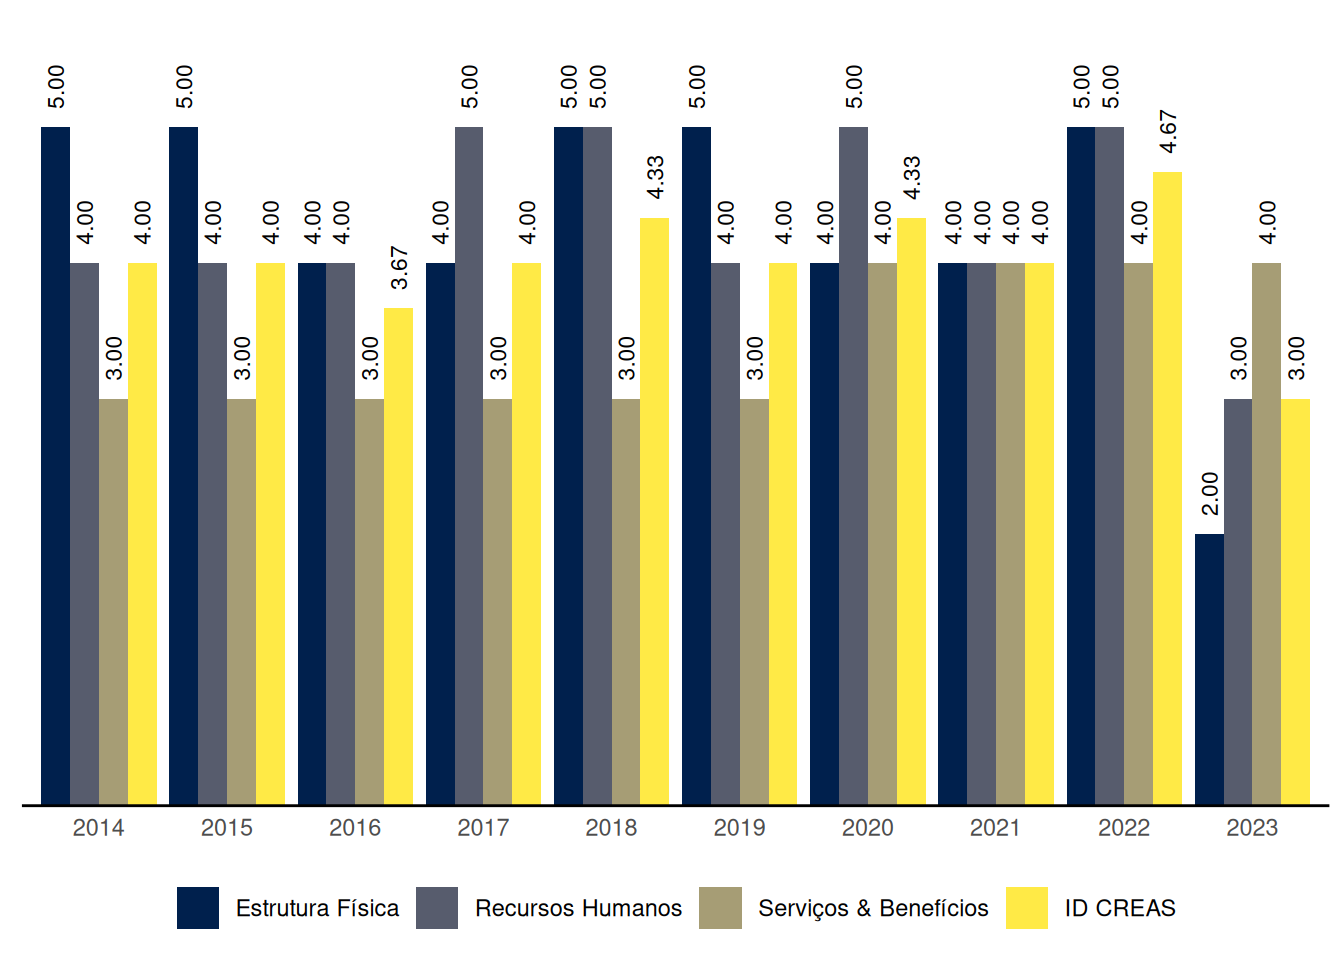 5.00 4.00 3.00 4.00 5.00 4.00 3.00 4.00 4.00 4.00 3.00 3.67 4.00 5.00 3.00 4.00 5.00 5.00 3.00 4.33 5.00 4.00 3.00 4.00 4.00 5.00 4.00 4.33 4.00 4.00 4.00 4.00 5.00 5.00 4.00 4.67 2.00 3.00 4.00 3.00
2014 2015 2016 2017 2018 2019 2020 2021 2022 2023
Estrutura Física Recursos Humanos Serviços & Benefícios ID CREAS